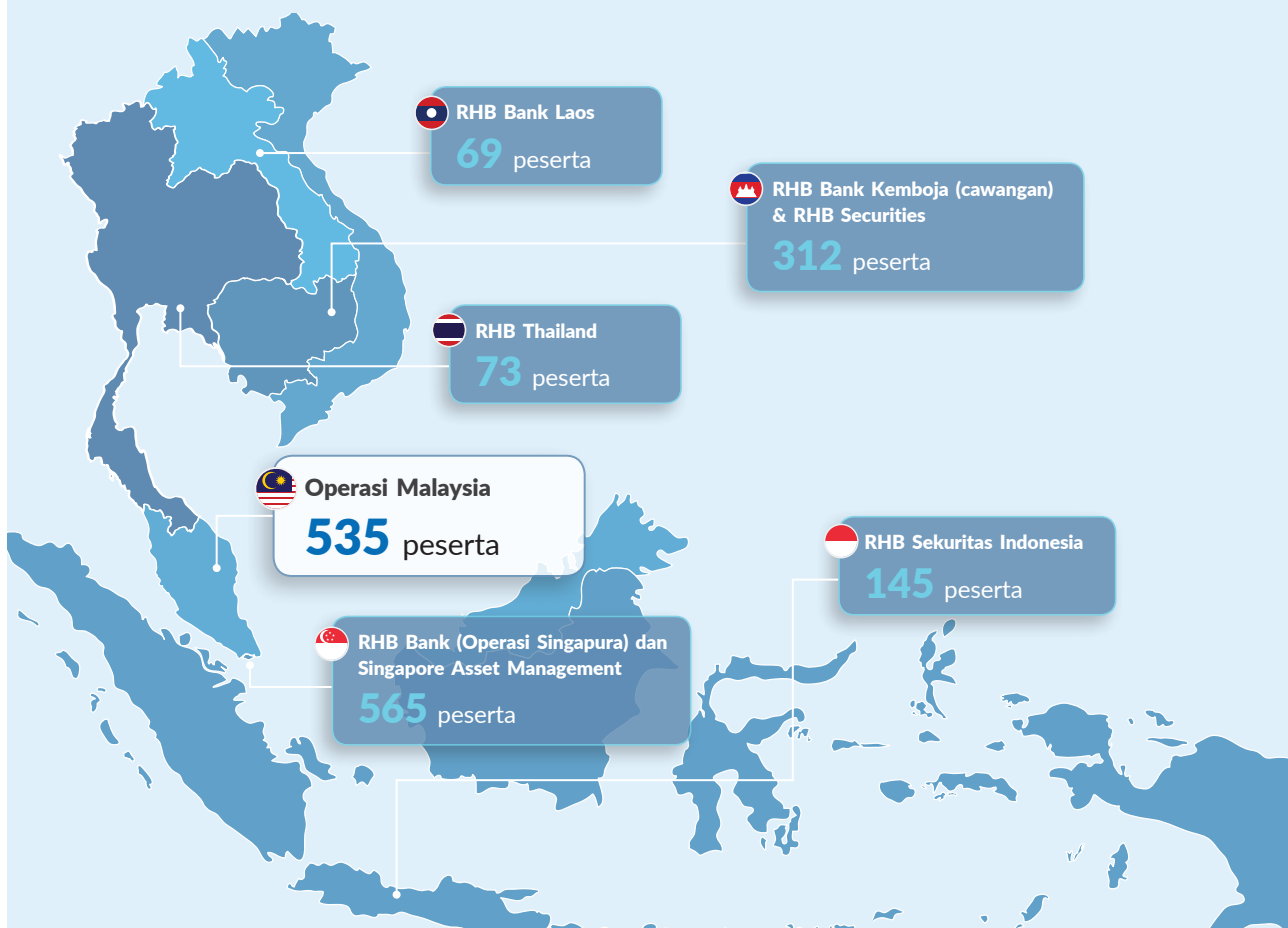 RHB Bank Laos
69 peserta
RHB Bank Kemboja (cawangan)
& RHB Securities
312 peserta
RHB Thailand
73 peserta
Operasi Malaysia
535 peserta
RHB Sekuritas Indonesia
145 peserta
RHB Bank (Operasi Singapura) dan
Singapore Asset Management
565 peserta